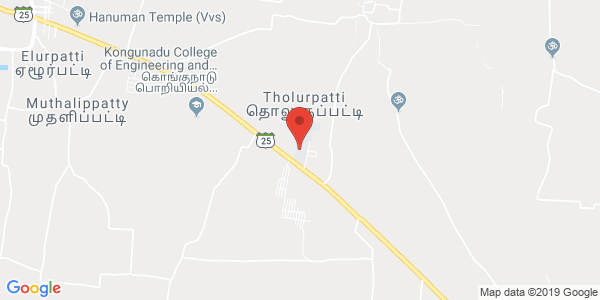 25
Hanuman Temple (Vvs)
25
Kongunadu College
of Engineering and...
கொங்குநாடு
பொறியியல்...
Elurpatti
ஏழூர்பட்டி
Muthalippatty
முதளிப்பட்டி
Tholurpatti
தொலுருப்பட்டி
25
Google
Map data ©2019 Google